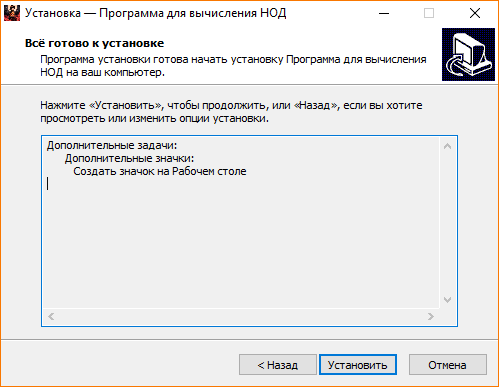 Установка — Программа для вычисления НОД
Всё готово к установке
Программа установки готова начать установку Программа для вычисления
НОД на ваш компьютер.
Нажмите «Установить», чтобы продолжить, или «Назад», если вы хотите
просмотреть или изменить опции установки.
Дополнительные задачи:
Дополнительные значки:
Создать значок на Рабочем столе
< Назад
Установить
Отмена